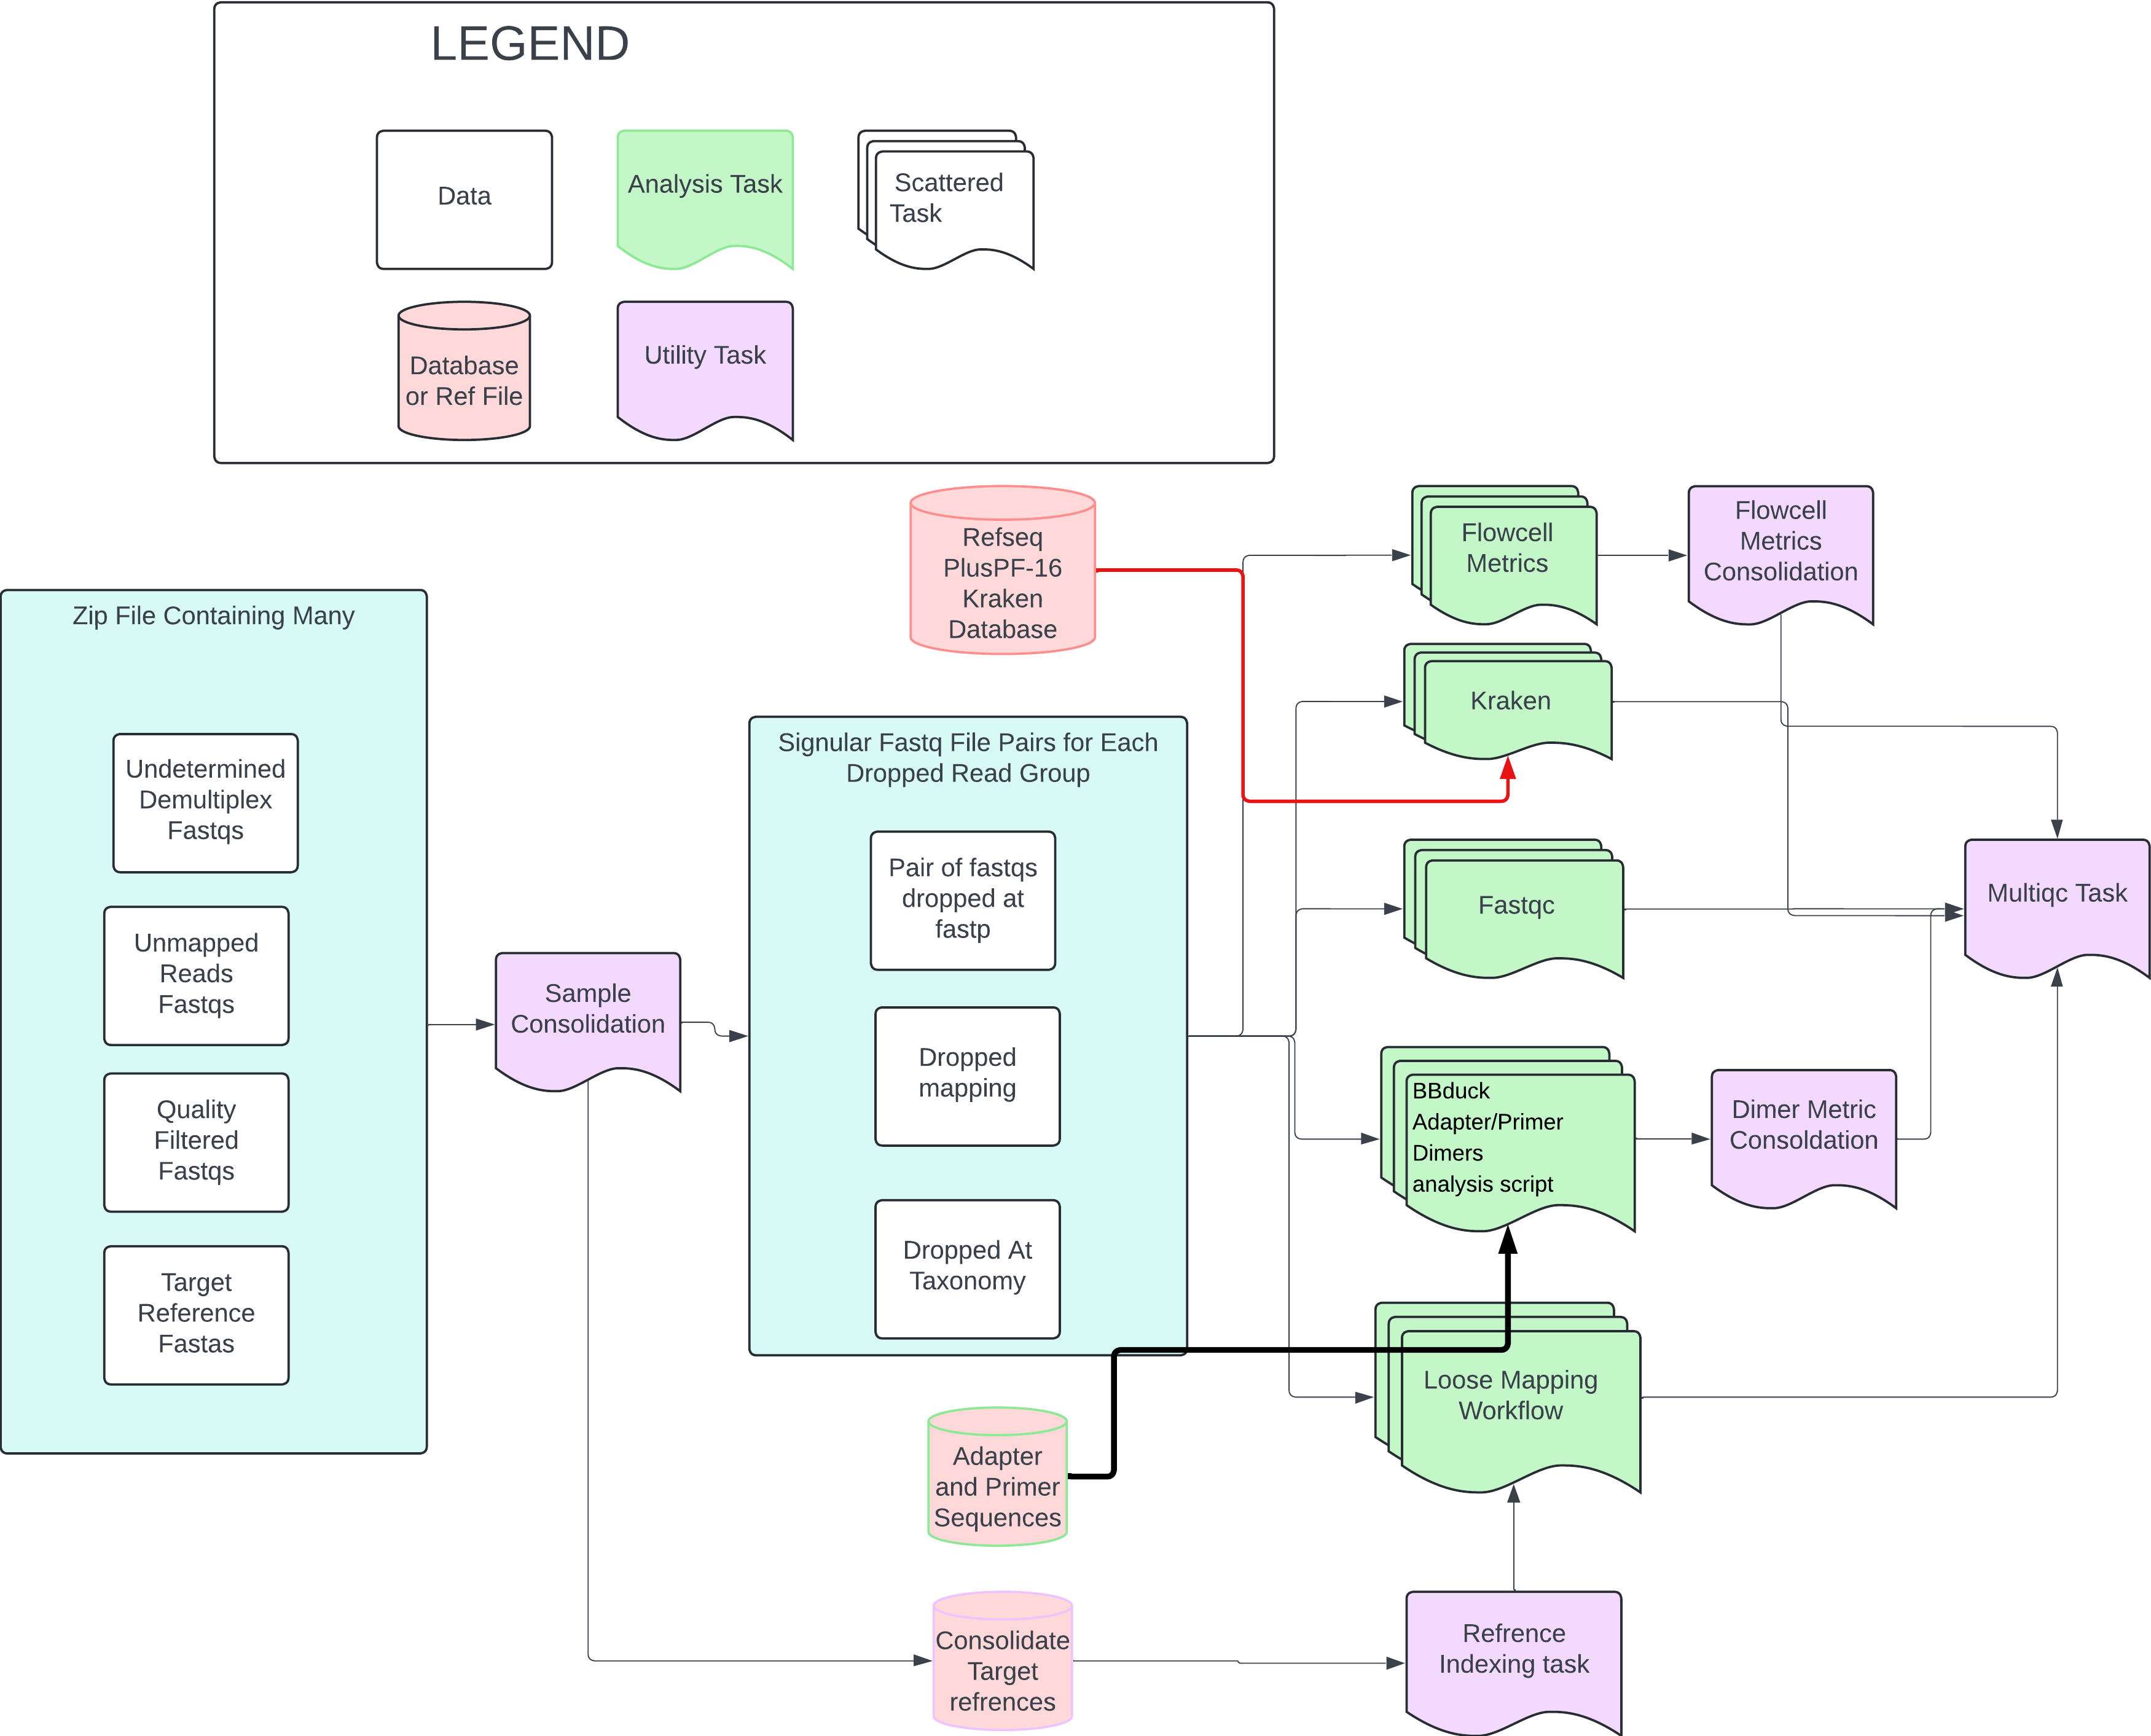 LEGEND
Data
Analysis Task
Scattered
Task
Database
or Ref File
Utility Task
Refseq
PlusPF-16
Kraken
Database
Flowcell
Metrics
Flowcell
Metrics
Consolidation
Zip File Containing Many
Undetermined
Demultiplex
Fastqs
Unmapped
Reads
Fastqs
Quality
Filtered
Fastqs
Target
Reference
Fastas
Sample
Consolidation
Signular Fastq File Pairs for Each
Dropped Read Group
Pair of fastqs
dropped at
fastp
Dropped
mapping
Dropped At
Taxonomy
Kraken
Fastqc
Multiqc Task
BBduck
Adapter/Primer
Dimers
analysis script
Dimer Metric
Consoldation
Loose Mapping
Workflow
Adapter
and Primer
Sequences
Consolidate
Target
refrences
Refrence
Indexing task